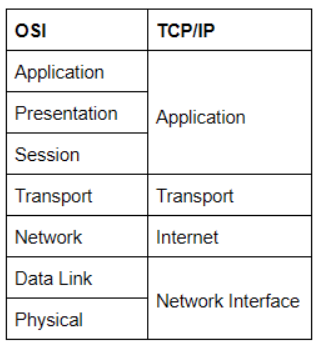 OSI TCP/IP
Application
Presentation
Application
Session
Transport Transport
Network Internet
Data Link
Network Interface
Physical